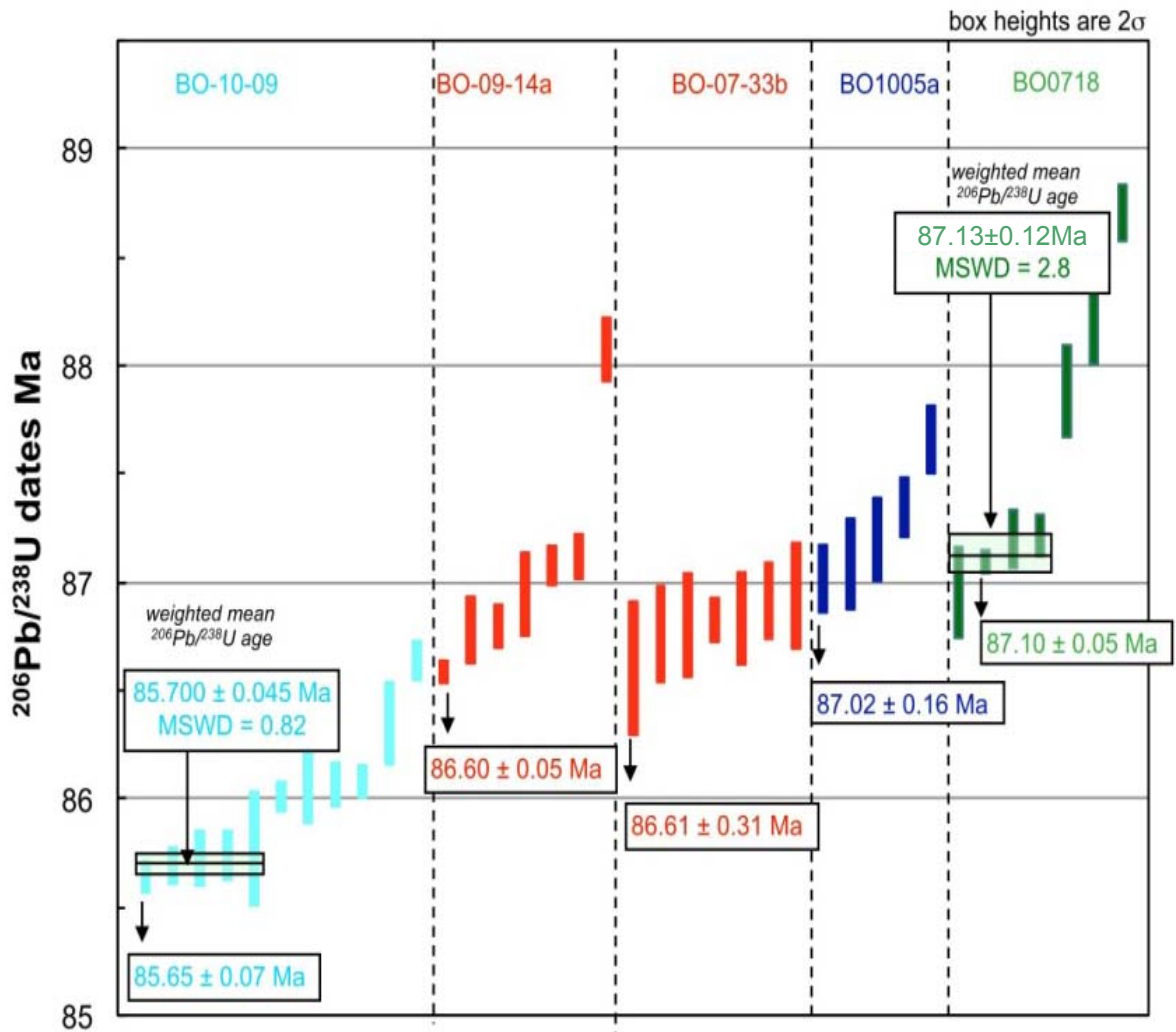 box heights are 2σ
BO-10-09
BO-09-14a
BO-07-33b
BO1005a
BO0718
89
88
87
86
85
²⁰⁶Pb/²³⁸U dates Ma
weighted mean
²⁰⁶Pb/²³⁸U age
87.13±0.12Ma
MSWD = 2.8
weighted mean
²⁰⁶Pb/²³⁸U age
85.700 ± 0.045 Ma
MSWD = 0.82
87.10 ± 0.05 Ma
87.02 ± 0.16 Ma
86.60 ± 0.05 Ma
86.61 ± 0.31 Ma
85.65 ± 0.07 Ma